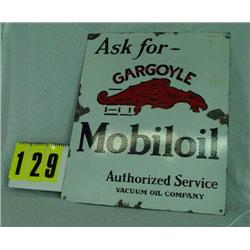 Ask for~
GARGOYLE
Mobiloil
Authorized Service
VACUUM OIL COMPANY
129